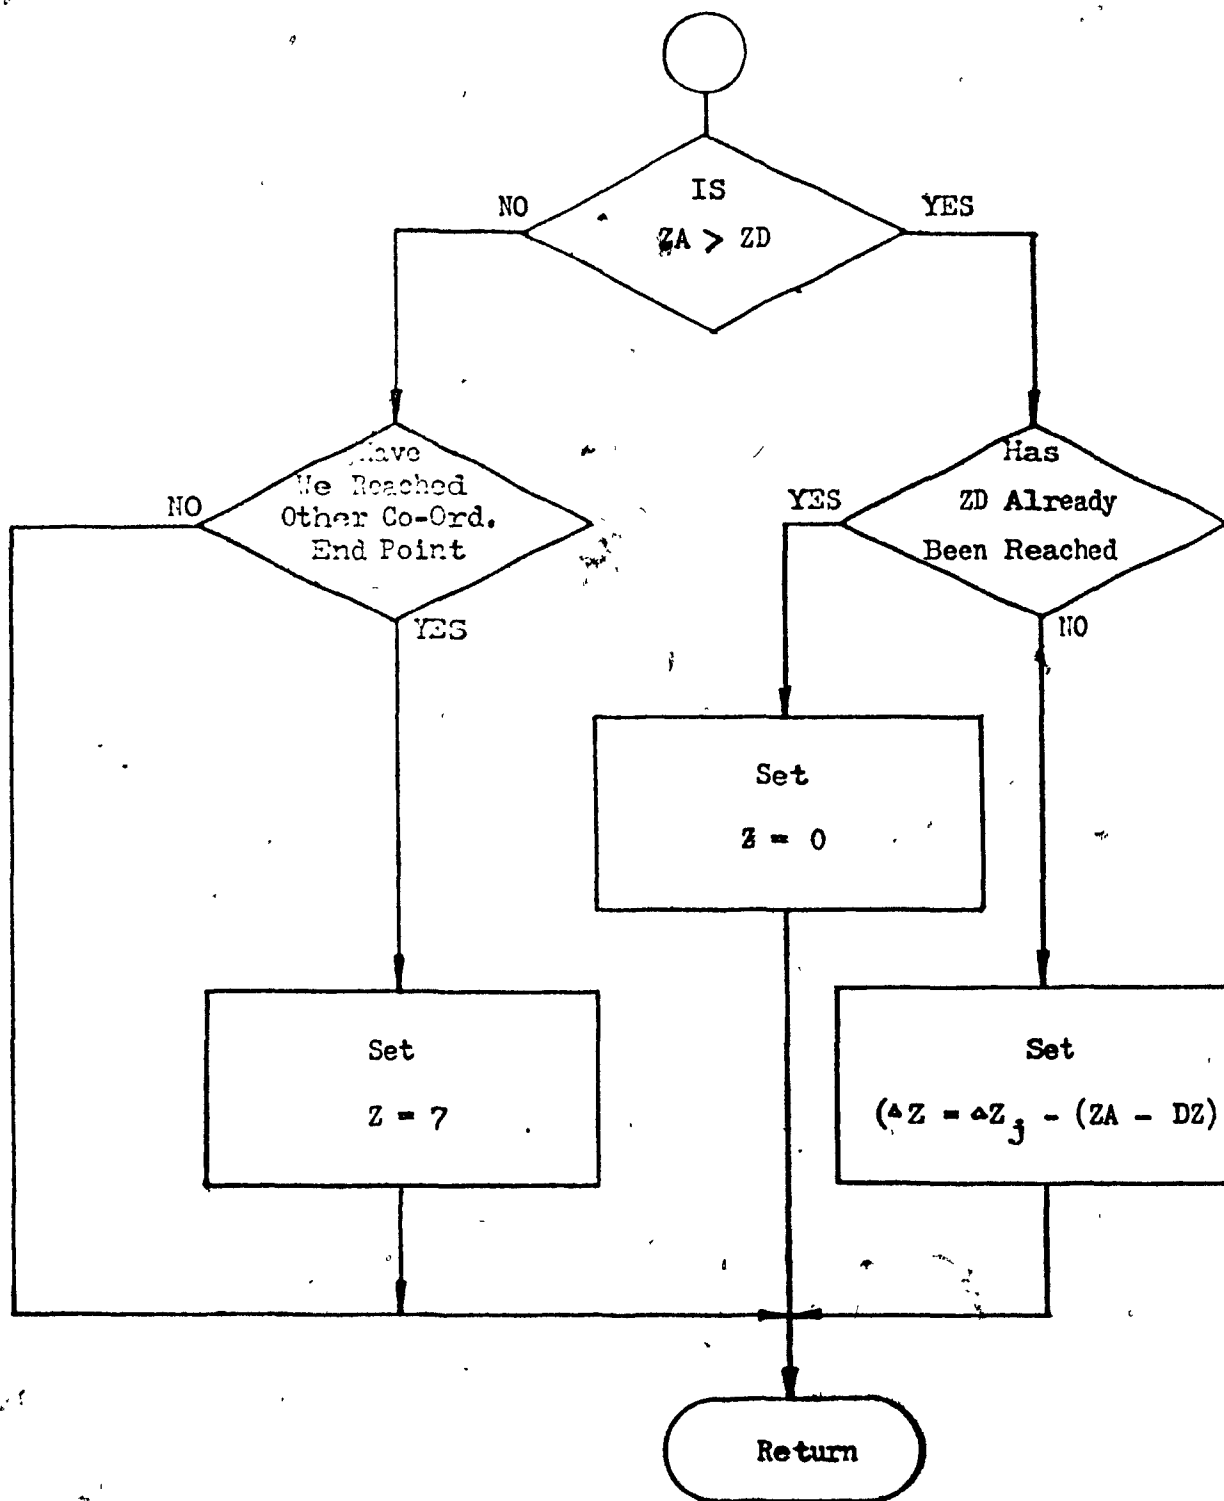 IS
NO
YES
ZA > ZD
Have
We Reached
Other Co-Ord.
End Point
NO
YES
Has
ZD Already
Been Reached
YES
NO
Set
Z = 0
Set
Z = 7
Set
(ΔZ = ΔZj - (ZA - DZ)
Return